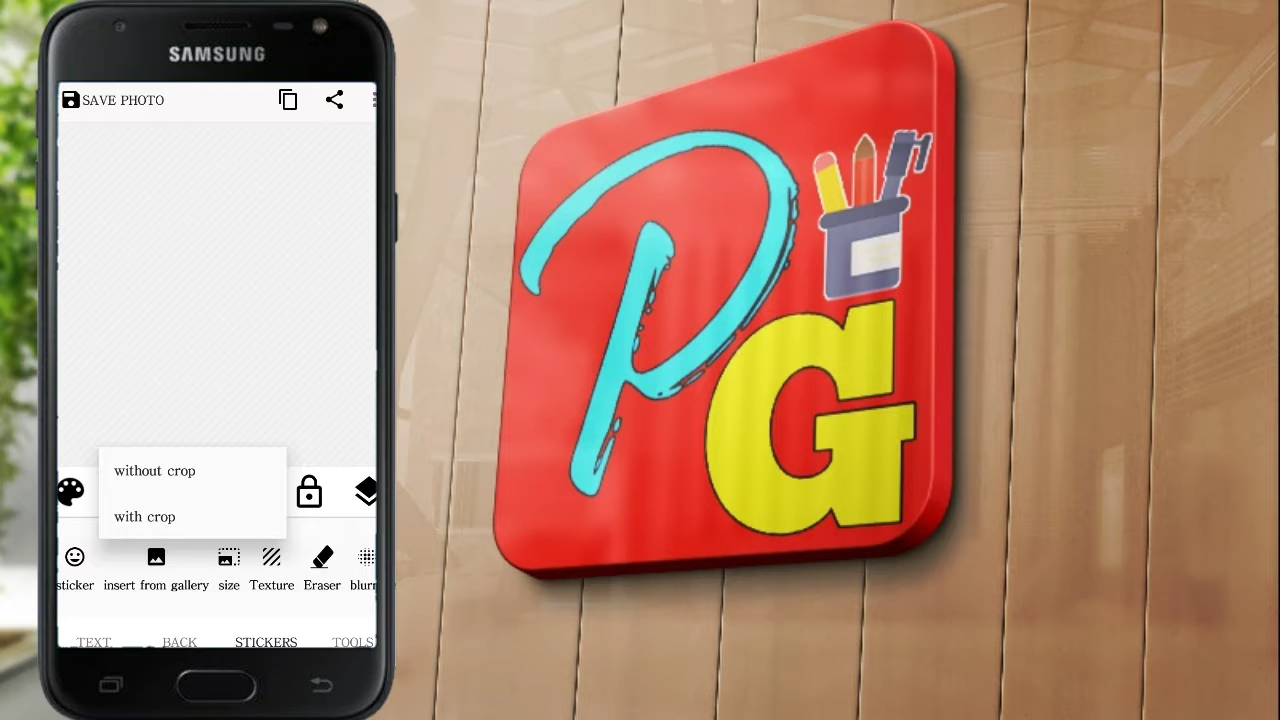 SAMSUNG
SAVE PHOTO
without crop
with crop
sticker
insert from gallery
size
Texture
Eraser
blurr
TEXT
BACK
STICKERS
TOOLS
P
G